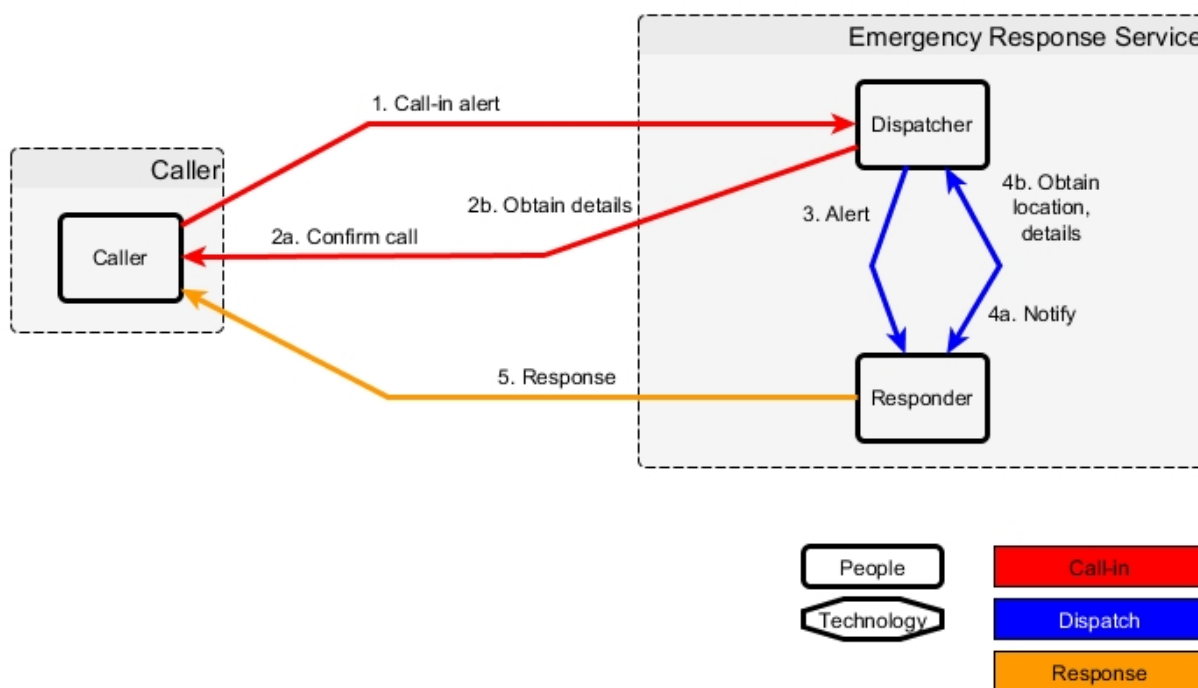 Emergency Response Service
1. Call-in alert
Dispatcher
Caller
4b. Obtain
location,
details
2b. Obtain details
3. Alert
2a. Confirm call
Caller
4a. Notify
5. Response
Responder
People
Call-in
Technology
Dispatch
Response